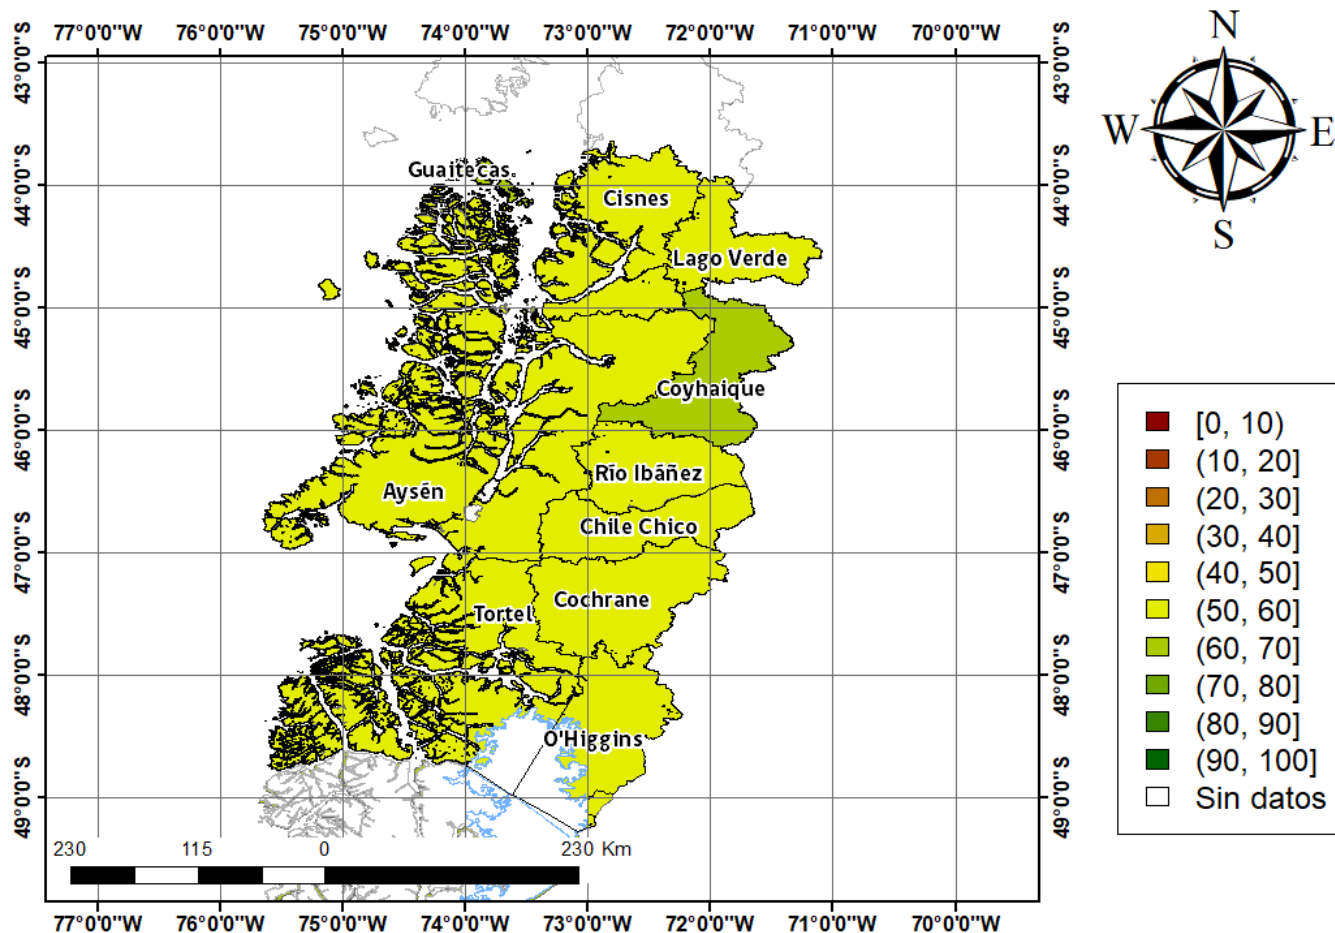 77°0'0"W 76°0'0"W 75°0'0"W 74°0'0"W 73°0'0"W 72°0'0"W 71°0'0"W 70°0'0"W
43°0'0"S 43°0'0"S
44°0'0"S 44°0'0"S
45°0'0"S 45°0'0"S
46°0'0"S 46°0'0"S
47°0'0"S 47°0'0"S
48°0'0"S 48°0'0"S
49°0'0"S 49°0'0"S
Guaitecas
Cisnes
Lago Verde
Coyhaique
Río Ibáñez
Aysén
Chile Chico
Cochrane
Tortel
O'Higgins
230 115 0 230 Km
77°0'0"W 76°0'0"W 75°0'0"W 74°0'0"W 73°0'0"W 72°0'0"W 71°0'0"W 70°0'0"W
N
W E
S
[0, 10)
(10, 20]
(20, 30]
(30, 40]
(40, 50]
(50, 60]
(60, 70]
(70, 80]
(80, 90]
(90, 100]
Sin datos